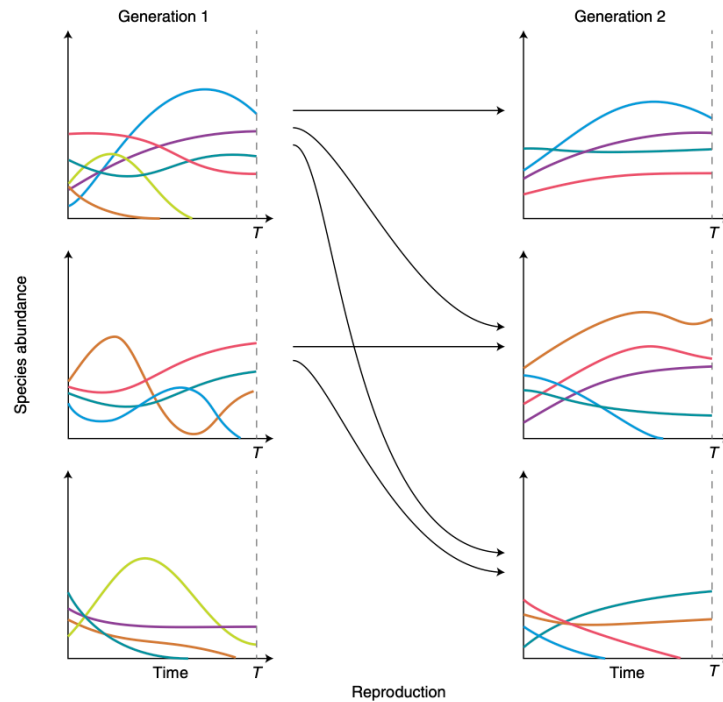 Generation 1
Generation 2
T
T
Species abundance
T
T
Time
T
Time
T
Reproduction